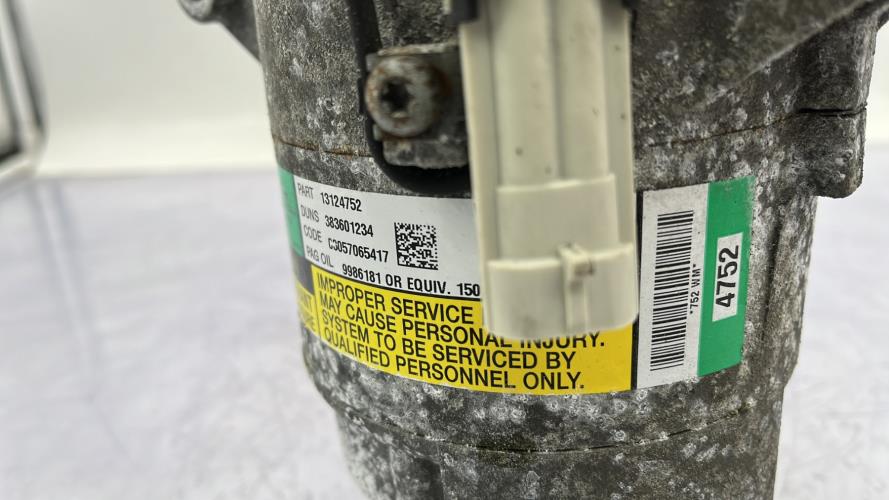 PART 13124752
DUNS 383601234
CODE C3057065417
PAG OIL 9986181 OR EQUIV. 150
IMPROPER SERVICE
MAY CAUSE PERSONAL INJURY.
SYSTEM TO BE SERVICED BY
QUALIFIED PERSONNEL ONLY.
*752 WM*
4752